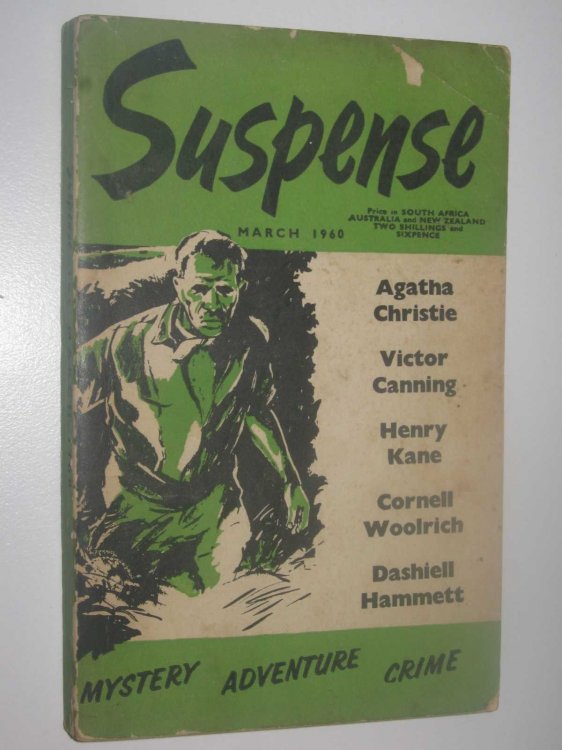 Suspense
MARCH 1960
Price in SOUTH AFRICA
AUSTRALIA and NEW ZEALAND
TWO SHILLINGS and
SIXPENCE
Agatha
Christie
Victor
Canning
Henry
Kane
Cornell
Woolrich
Dashiell
Hammett
MYSTERY ADVENTURE CRIME